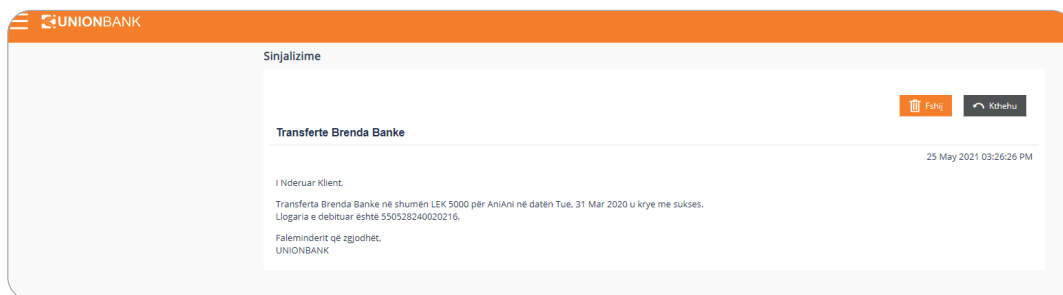 UNIONBANK
Sinjalizime
Fshij
Kthehu
Transferte Brenda Banke
25 May 2021 03:26:26 PM
I Nderuar Klient,
Transferta Brenda Banke në shumën LEK 5000 për AniAni në datën Tue, 31 Mar 2020 u krye me sukses.
Llogaria e debituar është 550528240020216.
Faleminderit që zgjodhët,
UNIONBANK